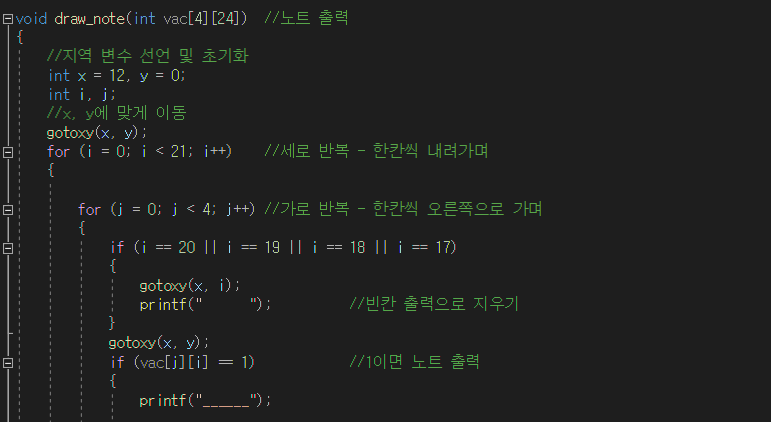 void draw_note(int vac[4][24])  //노트 출력
{
    //지역 변수 선언 및 초기화
    int x = 12, y = 0;
    int i, j;
    //x, y에 맞게 이동
    gotoxy(x, y);
    for (i = 0; i < 21; i++)    //세로 반복 - 한칸씩 내려가며
    {
        for (j = 0; j < 4; j++) //가로 반복 - 한칸씩 오른쪽으로 가며
        {
            if (i == 20 || i == 19 || i == 18 || i == 17)
            {
                gotoxy(x, i);
                printf("      ");          //빈칸 출력으로 지우기
            }
            gotoxy(x, y);
            if (vac[j][i] == 1)            //1이면 노트 출력
            {
                printf("______");